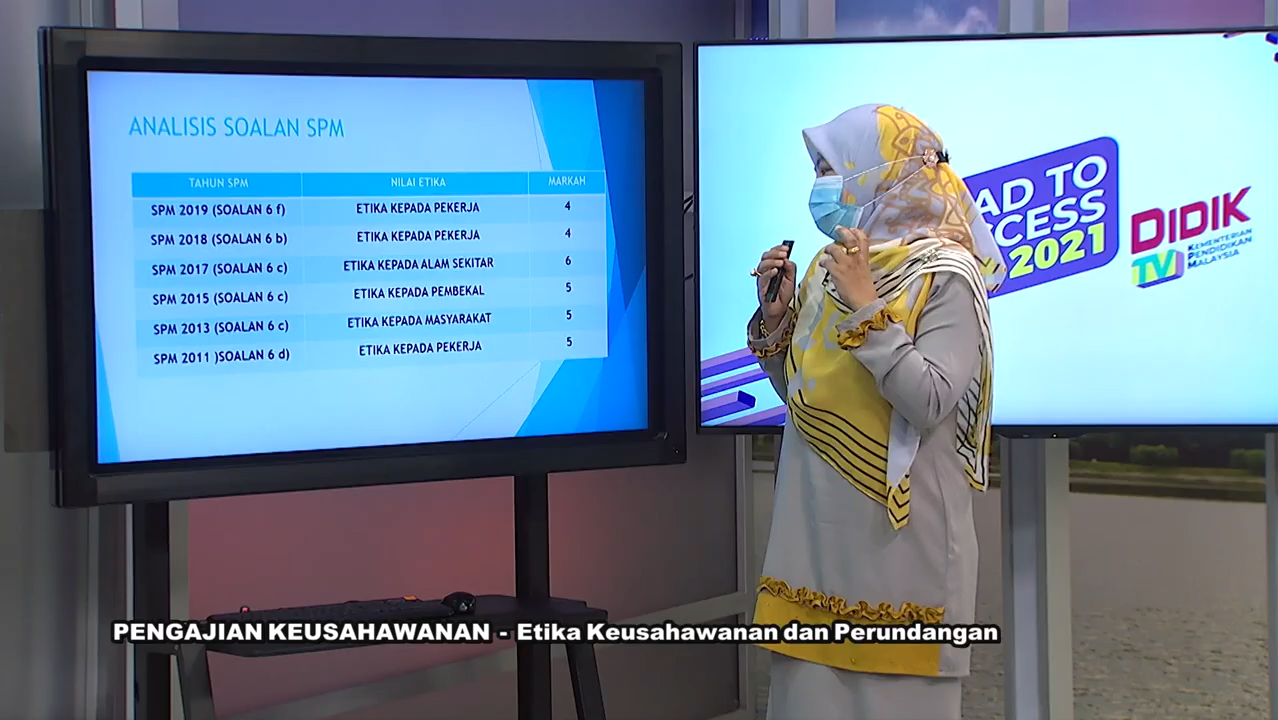 ANALISIS SOALAN SPM
TAHUN SPM NILAI ETIKA MARKAH
SPM 2019 (SOALAN 6 f) ETIKA KEPADA PEKERJA 4
SPM 2018 (SOALAN 6 b) ETIKA KEPADA PEKERJA 4
SPM 2017 (SOALAN 6 c) ETIKA KEPADA ALAM SEKITAR 6
SPM 2015 (SOALAN 6 c) ETIKA KEPADA PEMBEKAL 5
SPM 2013 (SOALAN 6 c) ETIKA KEPADA MASYARAKAT 5
SPM 2011 )SOALAN 6 d) ETIKA KEPADA PEKERJA 5
AD TO
CESS
2021
DIDIK
TV
KEMENTERIAN
PENDIDIKAN
MALAYSIA
PENGAJIAN KEUSAHAWANAN - Etika Keusahawanan dan Perundangan